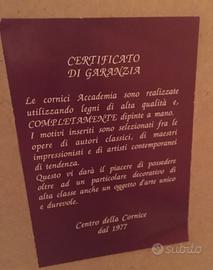 CERTIFICATO
DI GARANZIA
Le cornici Accademia sono realizzate
utilizzando legni di alta qualità e,
COMPLETAMENTE dipinte a mano.
I motivi inseriti sono selezionati fra le
opere di autori classici, di maestri
impressionisti e di artisti contemporanei
di tendenza.
Questo vi darà il piacere di possedere
oltre ad un particolare decorativo di
alta classe anche un oggetto d'arte unico
e durevole.
Centro della Cornice
dal 1977
subito